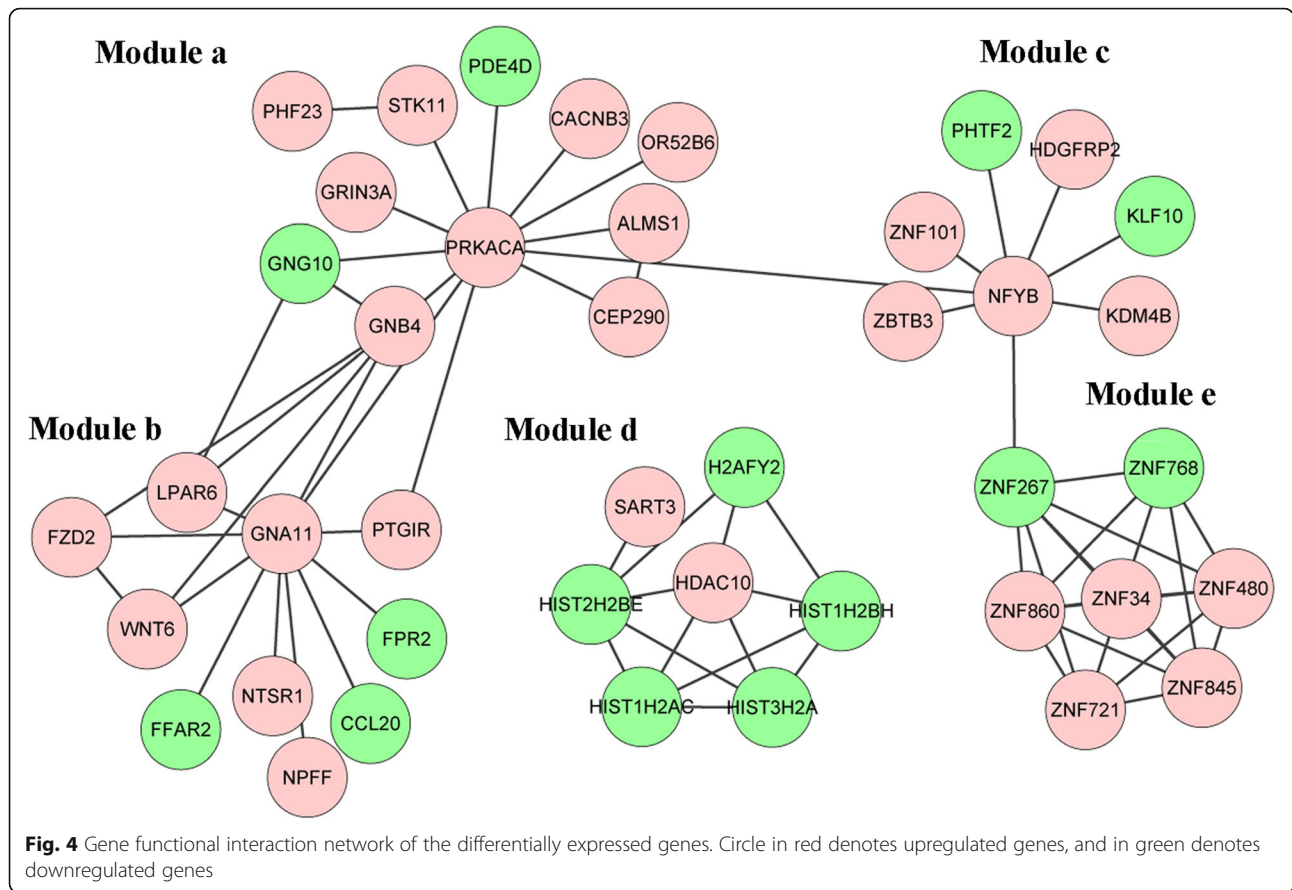 Module a
PDE4D
PHF23
STK11
CACNB3
OR52B6
GRIN3A
ALMS1
PRKACA
GNG10
GNB4
CEP290
Module c
PHTF2
HDGFRP2
KLF10
ZNF101
NFYB
ZBTB3
KDM4B
Module b
LPAR6
FZD2
GNA11
PTGIR
WNT6
FPR2
NTSR1
FFAR2
CCL20
NPFF
Module d
H2AFY2
SART3
HDAC10
HIST2H2BE
HIST1H2BH
HIST1H2AC
HIST3H2A
Module e
ZNF768
ZNF267
ZNF480
ZNF860
ZNF34
ZNF845
ZNF721
Fig. 4 Gene functional interaction network of the differentially expressed genes. Circle in red denotes upregulated genes, and in green denotes
downregulated genes